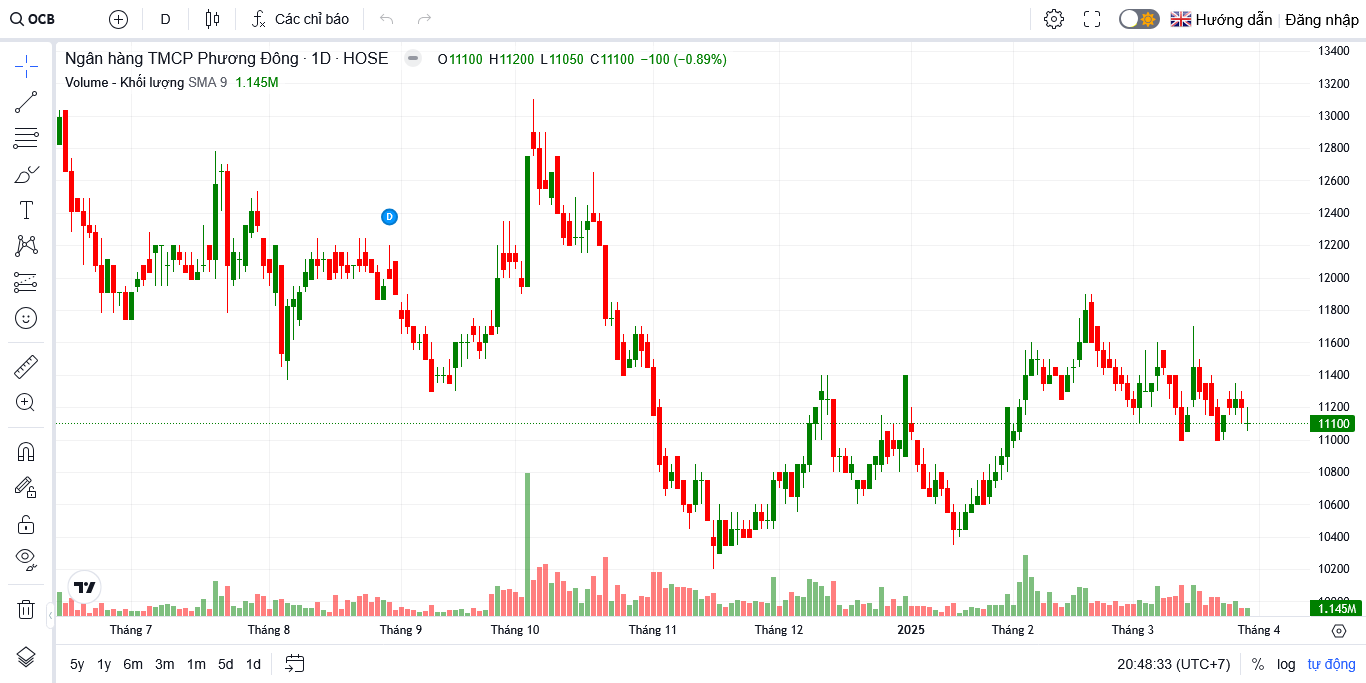 OCB D Các chỉ báo Hướng dẫn Đăng nhập
Ngân hàng TMCP Phương Đông · 1D · HOSE O11100 H11200 L11050 C11100 −100 (−0.89%)
Volume - Khối lượng SMA 9 1.145M
D
13400
13200
13000
12800
12600
12400
12200
12000
11800
11600
11400
11200
11100
11000
10800
10600
10400
10200
1.145M
Tháng 7 Tháng 8 Tháng 9 Tháng 10 Tháng 11 Tháng 12 2025 Tháng 2 Tháng 3 Tháng 4
5y 1y 6m 3m 1m 5d 1d 20:48:33 (UTC+7) % log tự động